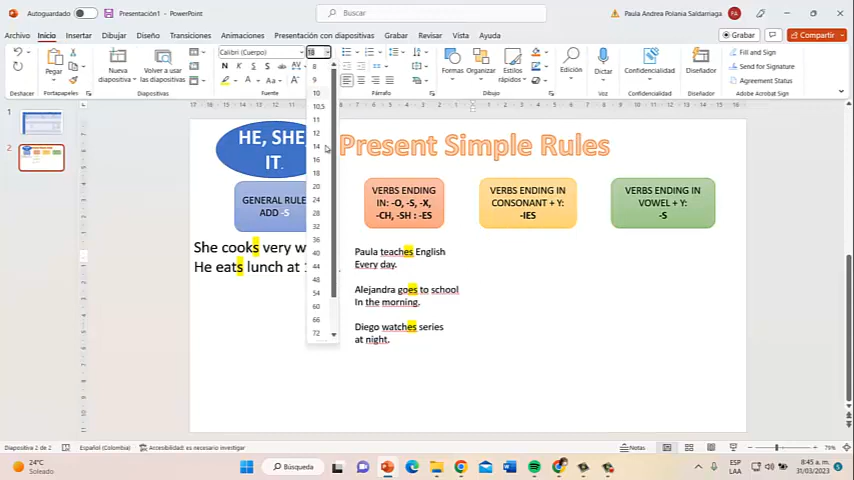 Autoguardado
Presentación1 - PowerPoint
Buscar
Paula Andrea Polania Saldarriaga
Archivo Inicio Insertar Dibujar Diseño Transiciones Animaciones Presentación con diapositivas Grabar Revisar Vista Ayuda
Grabar
Compartir
Pegar
Nueva
diapositiva
Volver a usar
las diapositivas
Calibri (Cuerpo)
18
N K S S
Formas
Organizar
Estilos
rápidos
Dictar
Confidencialidad
Diseñador
Fill and Sign
Send for Signature
Agreement Status
Deshacer
Portapapeles
Diapositivas
Párrafo
Dibujo
Voz
Confidencialidad
Diseñador
8
9
10
10,5
11
12
14
16
18
20
24
28
32
36
40
44
48
54
60
66
72
1
2
HE, SHE,
IT.
Present Simple Rules
GENERAL RULE
ADD -S
VERBS ENDING
IN: -O, -S, -X,
-CH, -SH : -ES
VERBS ENDING IN
CONSONANT + Y:
-IES
VERBS ENDING IN
VOWEL + Y:
-S
She cooks very w
He eats lunch at
Paula teaches English
Every day.
Alejandra goes to school
In the morning.
Diego watches series
at night.
Diapositiva 2 de 2
Español (Colombia)
Accesibilidad: es necesario investigar
Notas
79%
24°C
Soleado
Búsqueda
ESP
LAA
8:45 a. m.
31/03/2023